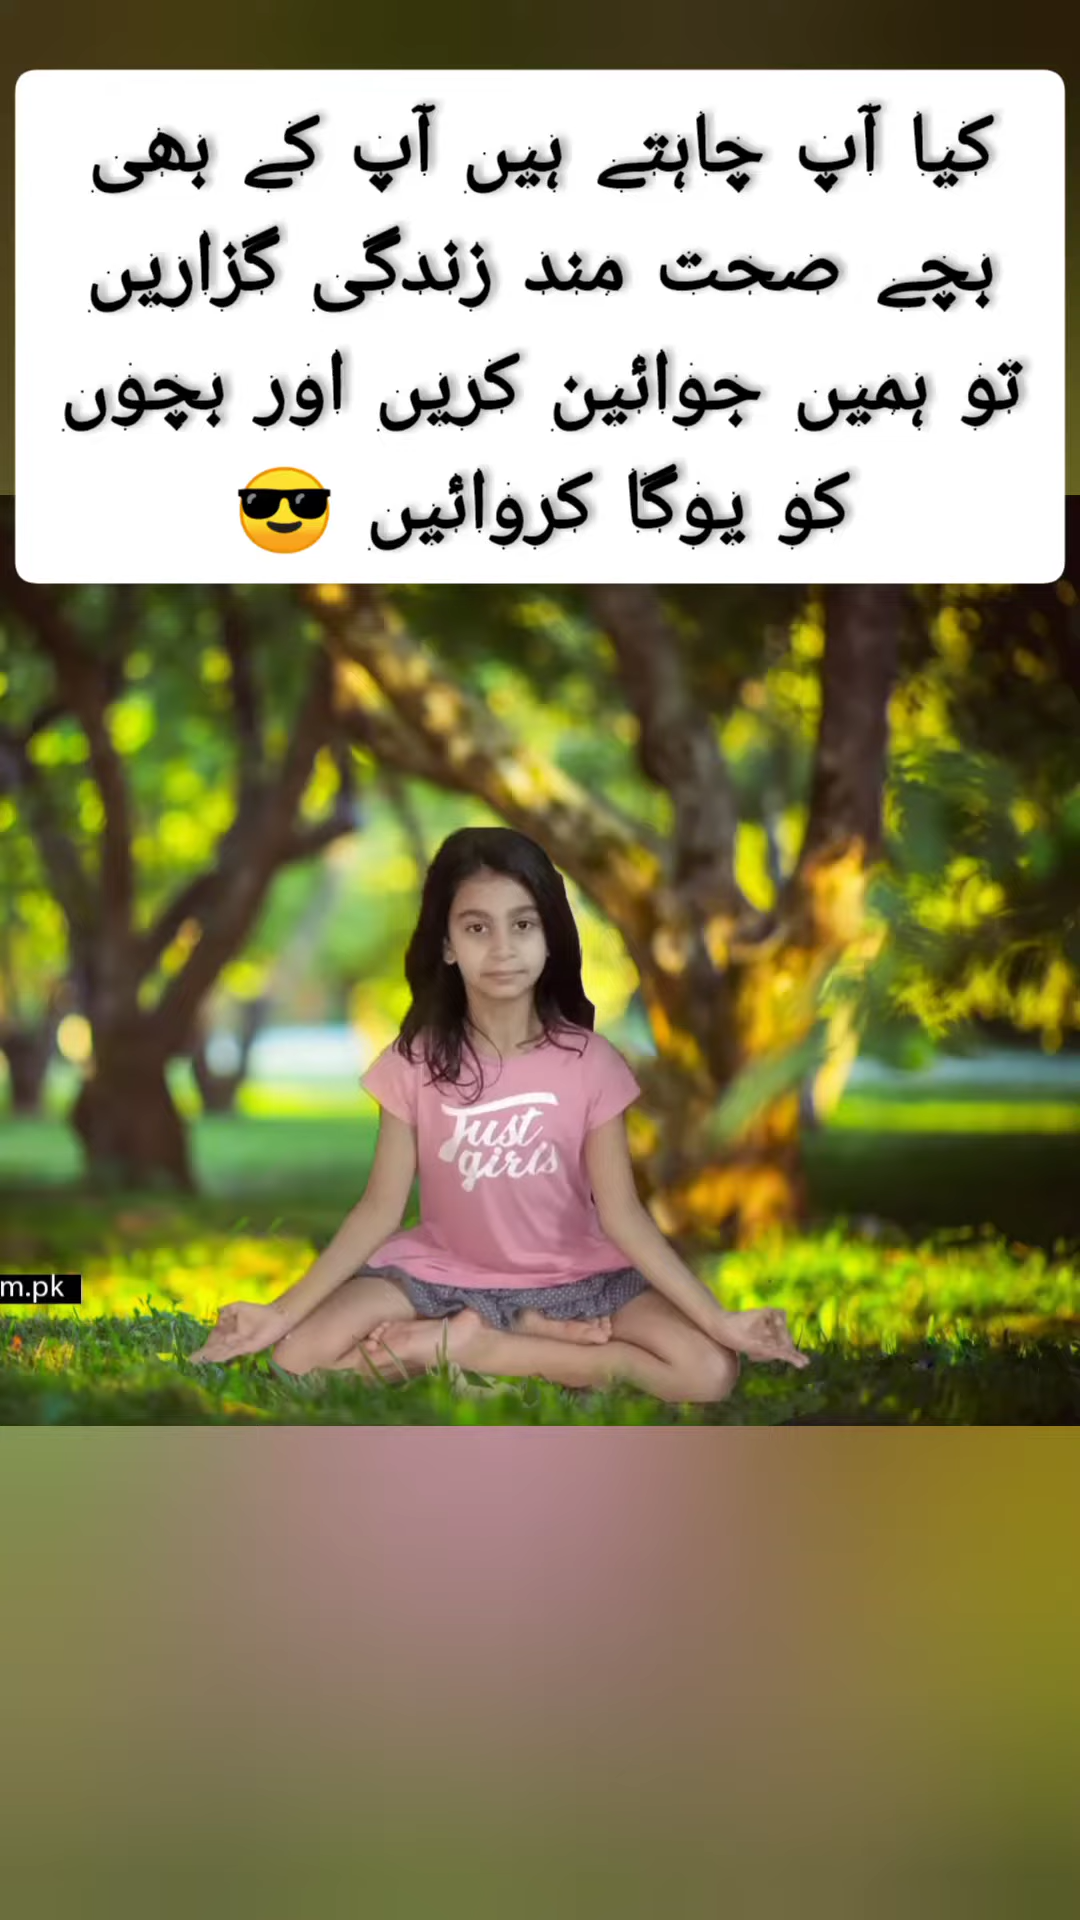 کیا آپ چاہتے ہیں آپ کے بھی
بچے صحت مند زندگی گزاریں
تو ہمیں جوائین کریں اور بچوں
کو یوگا کروائیں 😎
Just
girls
m.pk